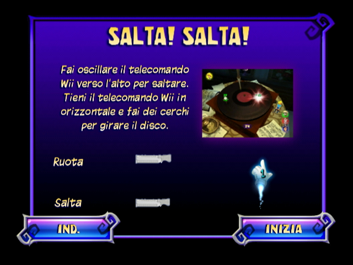 SALTA! SALTA!
Fai oscillare il telecomando
Wii verso l'alto per saltare.
Tieni il telecomando Wii in
orizzontale e fai dei cerchi
per girare il disco.
Ruota
Salta
IND.
INIZIA